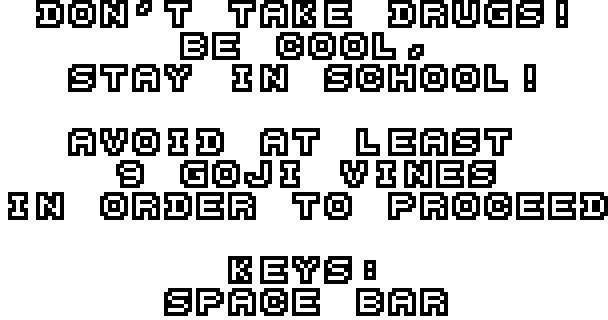 DON'T TAKE DRUGS!
BE COOL,
STAY IN SCHOOL!
AVOID AT LEAST
9 GOJI VINES
IN ORDER TO PROCEED
KEYS:
SPACE BAR